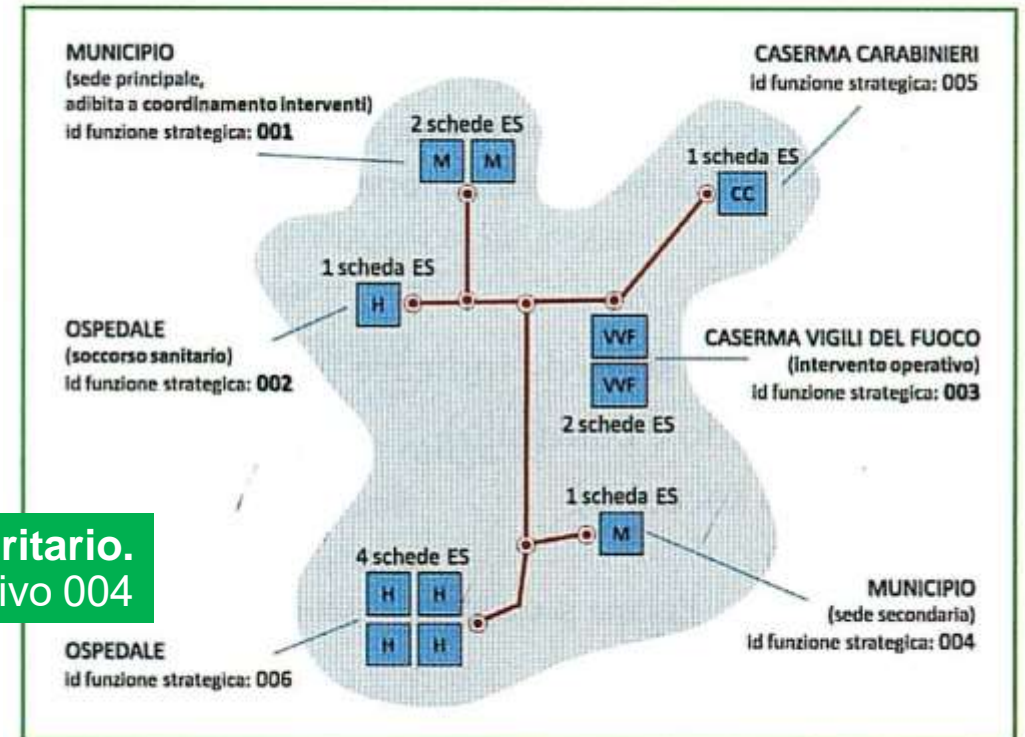 MUNICIPIO
(sede principale,
adibita a coordinamento interventi)
id funzione strategica: 001
2 schede ES
M M
CASERMA CARABINIERI
id funzione strategica: 005
1 scheda ES
CC
1 scheda ES
H
OSPEDALE
(soccorso sanitario)
id funzione strategica: 002
VVF
VVF
2 schede ES
CASERMA VIGILI DEL FUOCO
(intervento operativo)
id funzione strategica: 003
1 scheda ES
M
MUNICIPIO
(sede secondaria)
id funzione strategica: 004
ritario.
ivo 004
4 schede ES
H H
H H
OSPEDALE
id funzione strategica: 006